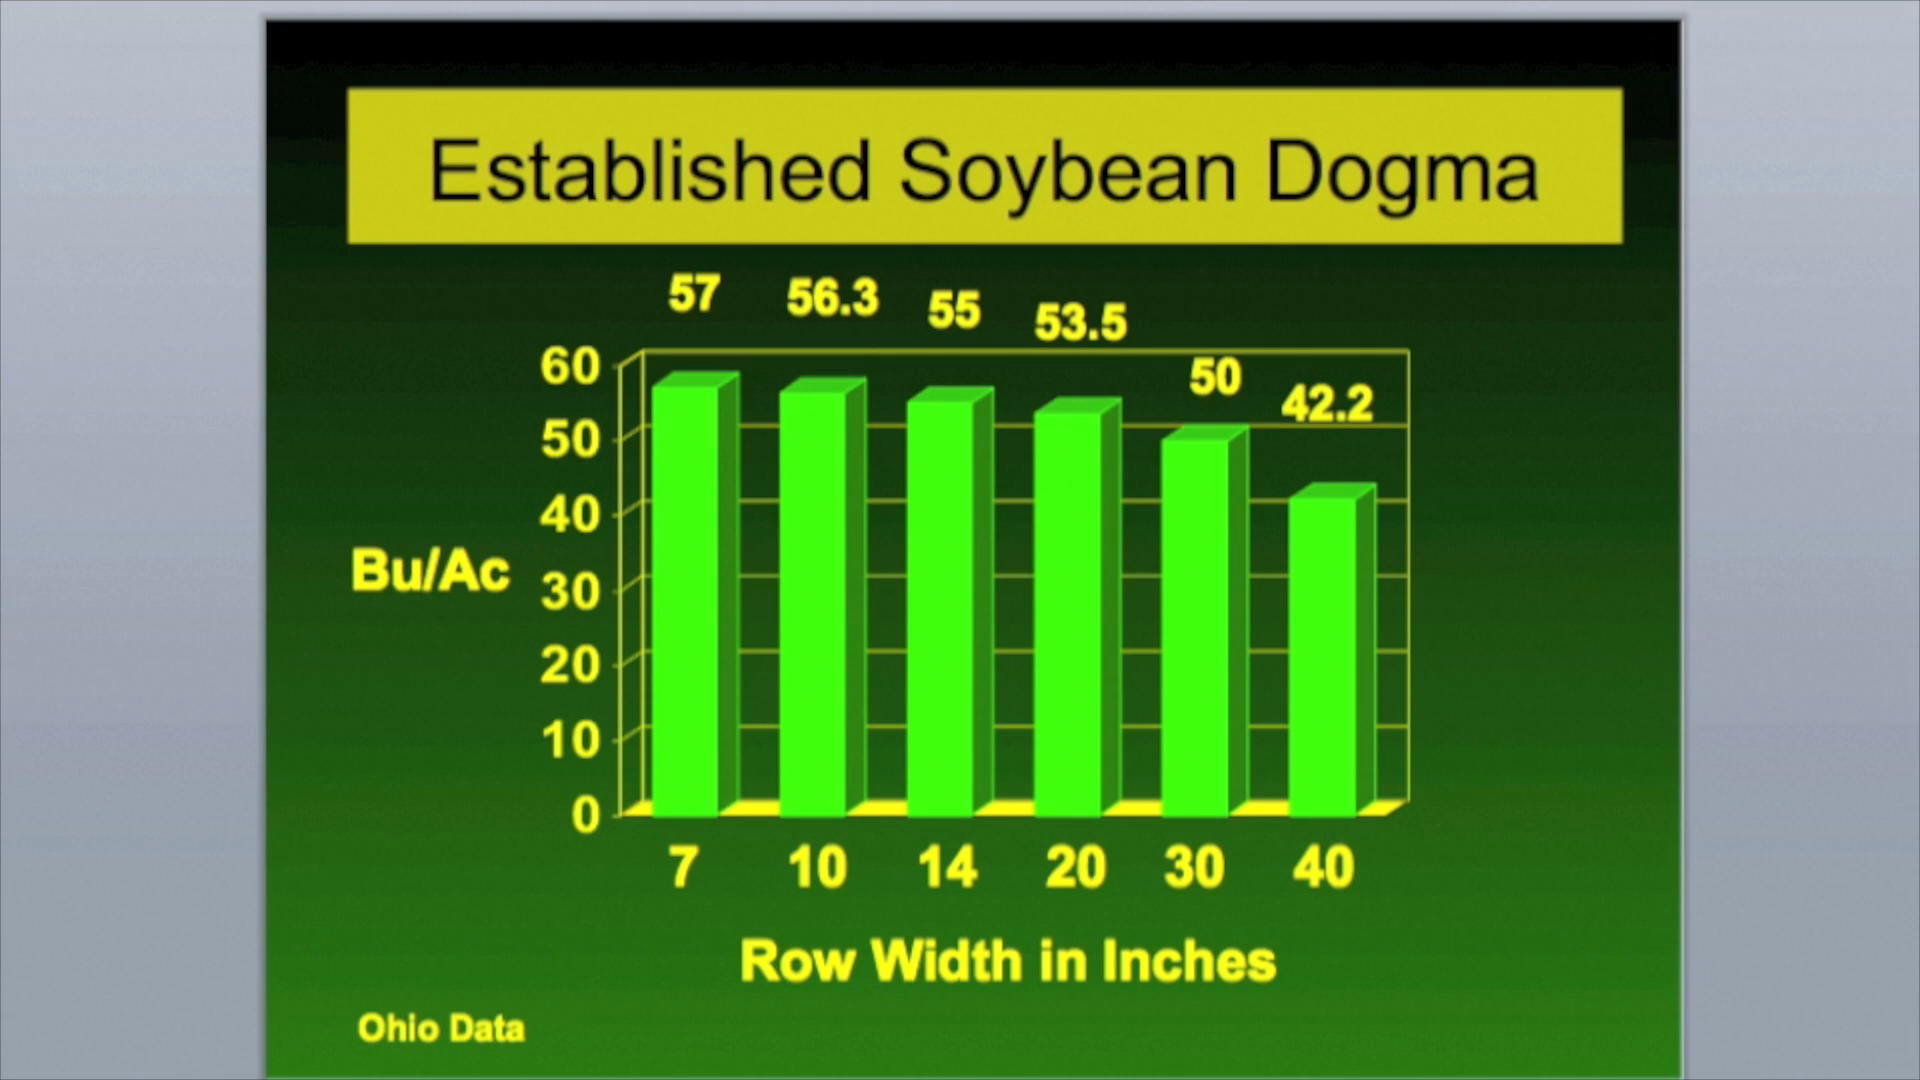 Established Soybean Dogma
57 56.3 55 53.5 50 42.2
60
50
40
30
20
10
0
Bu/Ac
7 10 14 20 30 40
Row Width in Inches
Ohio Data